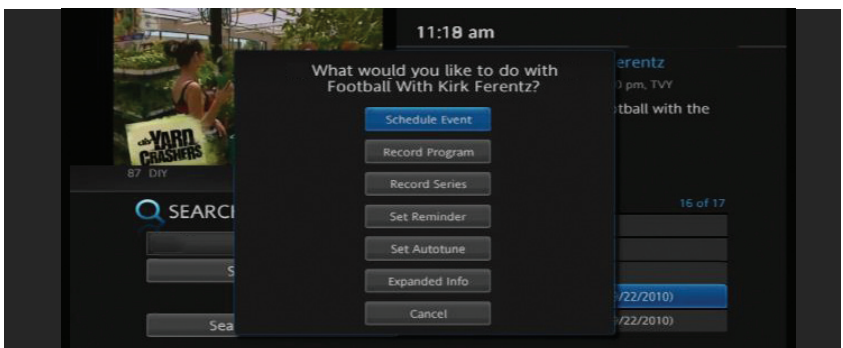 11:18 am
YARD
CRASHERS
87 DIY
SEARC
S
Sea
What would you like to do with
Football With Kirk Ferentz?
Schedule Event
Record Program
Record Series
Set Reminder
Set Autotune
Expanded Info
Cancel
erentz
0 pm, TVY
otball with the
16 of 17
/22/2010)
/22/2010)